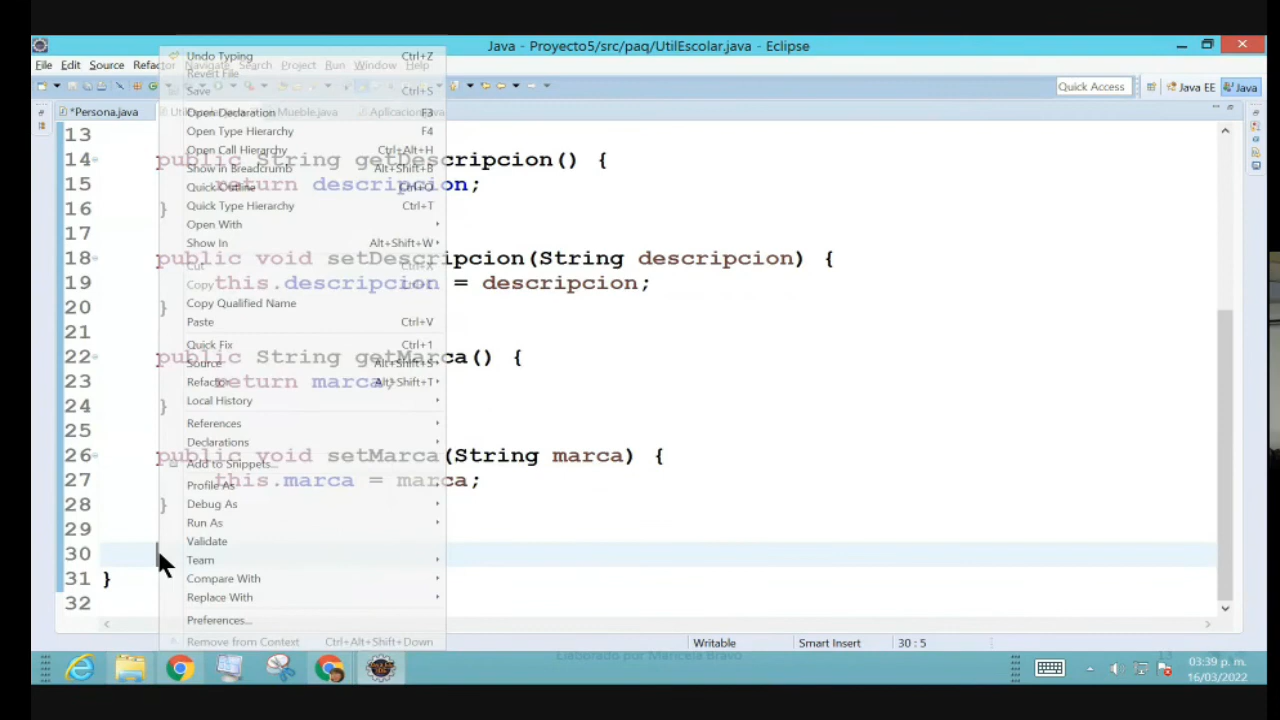 Java - Proyecto5/src/paq/UtilEscolar.java - Eclipse
File Edit Source Refactor Navigate Search Project Run Window Help
Quick Access Java EE Java
*Persona.java Mueble.java Aplicacion.java
Undo Typing Ctrl+Z
Revert File
Save Ctrl+S
Open Declaration F3
Open Type Hierarchy F4
Open Call Hierarchy Ctrl+Alt+H
Show in Breadcrumb Alt+Shift+B
Quick Outline Ctrl+O
Quick Type Hierarchy Ctrl+T
Open With
Show In Alt+Shift+W
Cut Ctrl+X
Copy Ctrl+C
Copy Qualified Name
Paste Ctrl+V
Quick Fix Ctrl+1
Source Alt+Shift+S
Refactor Alt+Shift+T
Local History
References
Declarations
Add to Snippets...
Profile As
Debug As
Run As
Validate
Team
Compare With
Replace With
Preferences...
Remove from Context Ctrl+Alt+Shift+Down
13
14 public String getDescripcion() {
15 return descripcion;
16 }
17
18 public void setDescripcion(String descripcion) {
19 this.descripcion = descripcion;
20 }
21
22 public String getMarca() {
23 return marca;
24 }
25
26 public void setMarca(String marca) {
27 this.marca = marca;
28 }
29
30
31 }
32
Writable Smart Insert 30 : 5
Elaborado por Maricela Bravo
13
03:39 p. m.
16/03/2022